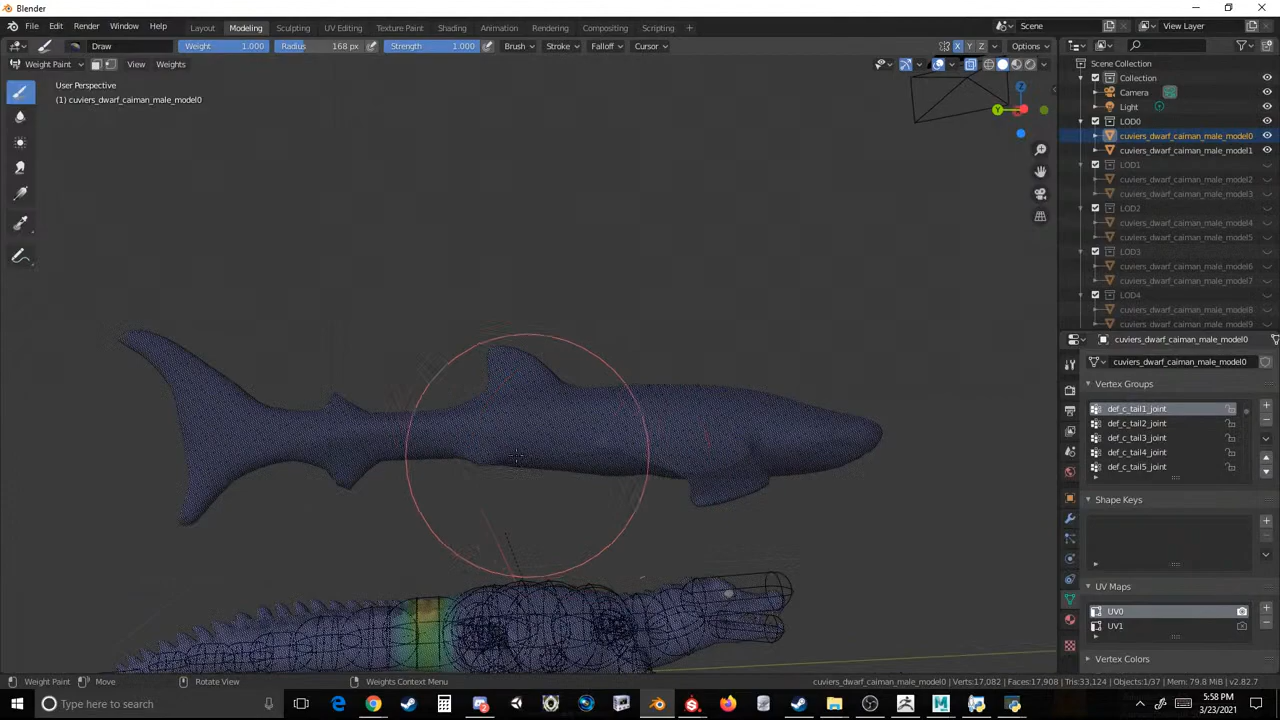 Blender
File Edit Render Window Help Layout Modeling Sculpting UV Editing Texture Paint Shading Animation Rendering Compositing Scripting Scene View Layer
Draw Weight 1.000 Radius 168 px Strength 1.000 Brush Stroke Falloff Cursor X Y Z Options
Weight Paint View Weights
User Perspective
(1) cuviers_dwarf_caiman_male_model0
Z
Y
Scene Collection
Collection
Camera
Light
LOD0
cuviers_dwarf_caiman_male_model0
cuviers_dwarf_caiman_male_model1
LOD1
cuviers_dwarf_caiman_male_model2
cuviers_dwarf_caiman_male_model3
LOD2
cuviers_dwarf_caiman_male_model4
cuviers_dwarf_caiman_male_model5
LOD3
cuviers_dwarf_caiman_male_model6
cuviers_dwarf_caiman_male_model7
LOD4
cuviers_dwarf_caiman_male_model8
cuviers_dwarf_caiman_male_model9
cuviers_dwarf_caiman_male_model0
cuviers_dwarf_caiman_male_model0
Vertex Groups
def_c_tail1_joint
def_c_tail2_joint
def_c_tail3_joint
def_c_tail4_joint
def_c_tail5_joint
Shape Keys
UV Maps
UV0
UV1
Vertex Colors
Weight Paint Move Rotate View Weights Context Menu cuviers_dwarf_caiman_male_model0 | Verts:17,082 | Faces:17,908 | Tris:33,124 | Objects:1/37 | Mem: 79.8 MiB | v2.82.7
Type here to search
5:58 PM
3/23/2021